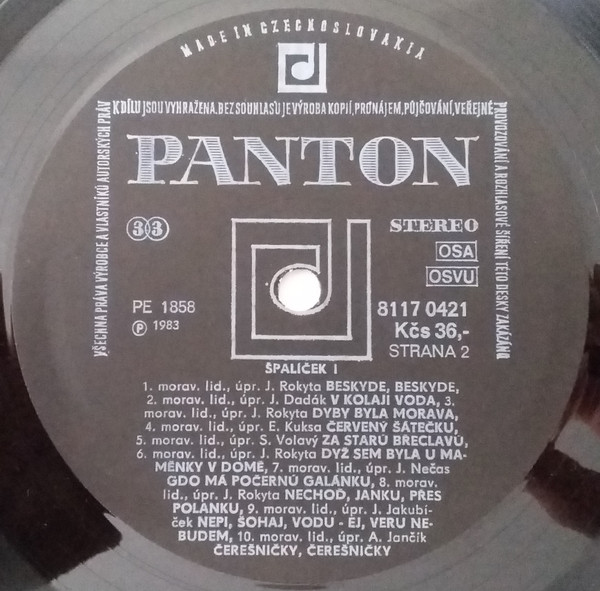 MADE IN CZECHOSLOVAKIA
VŠECHNA PRÁVA VÝROBCE A VLASTNÍKŮ AUTORSKÝCH PRÁV
K DÍLU JSOU VYHRAŽENA. BEZ SOUHLASU JE VÝROBA KOPIÍ, PRONÁJEM, PŮJČOVÁNÍ, VEŘEJNÉ
PROVOZOVÁNÍ A ROZHLASOVÉ ŠÍŘENÍ TÉTO DESKY ZAKÁZÁNO
PANTON
33
STEREO
OSA
OSVU
PE 1858
8117 0421
Ⓟ 1983
Kčs 36,-
STRANA 2
ŠPALÍČEK I
1. morav. lid., úpr. J. Rokyta BESKYDE, BESKYDE,
2. morav. lid., úpr. J. Dadák V KOLAJI VODA, 3.
morav. lid., úpr. J. Rokyta DYBY BYLA MORAVA,
4. morav. lid., úpr. E. Kuksa ČERVENÝ ŠÁTEČKU,
5. morav. lid., úpr. S. Volavý ZA STARÚ BŘECLAVÚ,
6. morav. lid., úpr. J. Rokyta DYŽ SEM BYLA U MA-
MĚNKY V DOMĚ, 7. morav. lid., úpr. J. Nečas
GDO MÁ POČERNÚ GALÁNKU, 8. morav.
lid., úpr. J. Rokyta NECHOĎ, JANKU, PŘES
POLANKU, 9. morav. lid., úpr. J. Jakubí-
ček NEPI, ŠOHAJ, VODU - EJ, VERU NE-
BUDEM, 10. morav. lid., úpr. A. Jančík
ČEREŠNIČKY, ČEREŠNIČKY